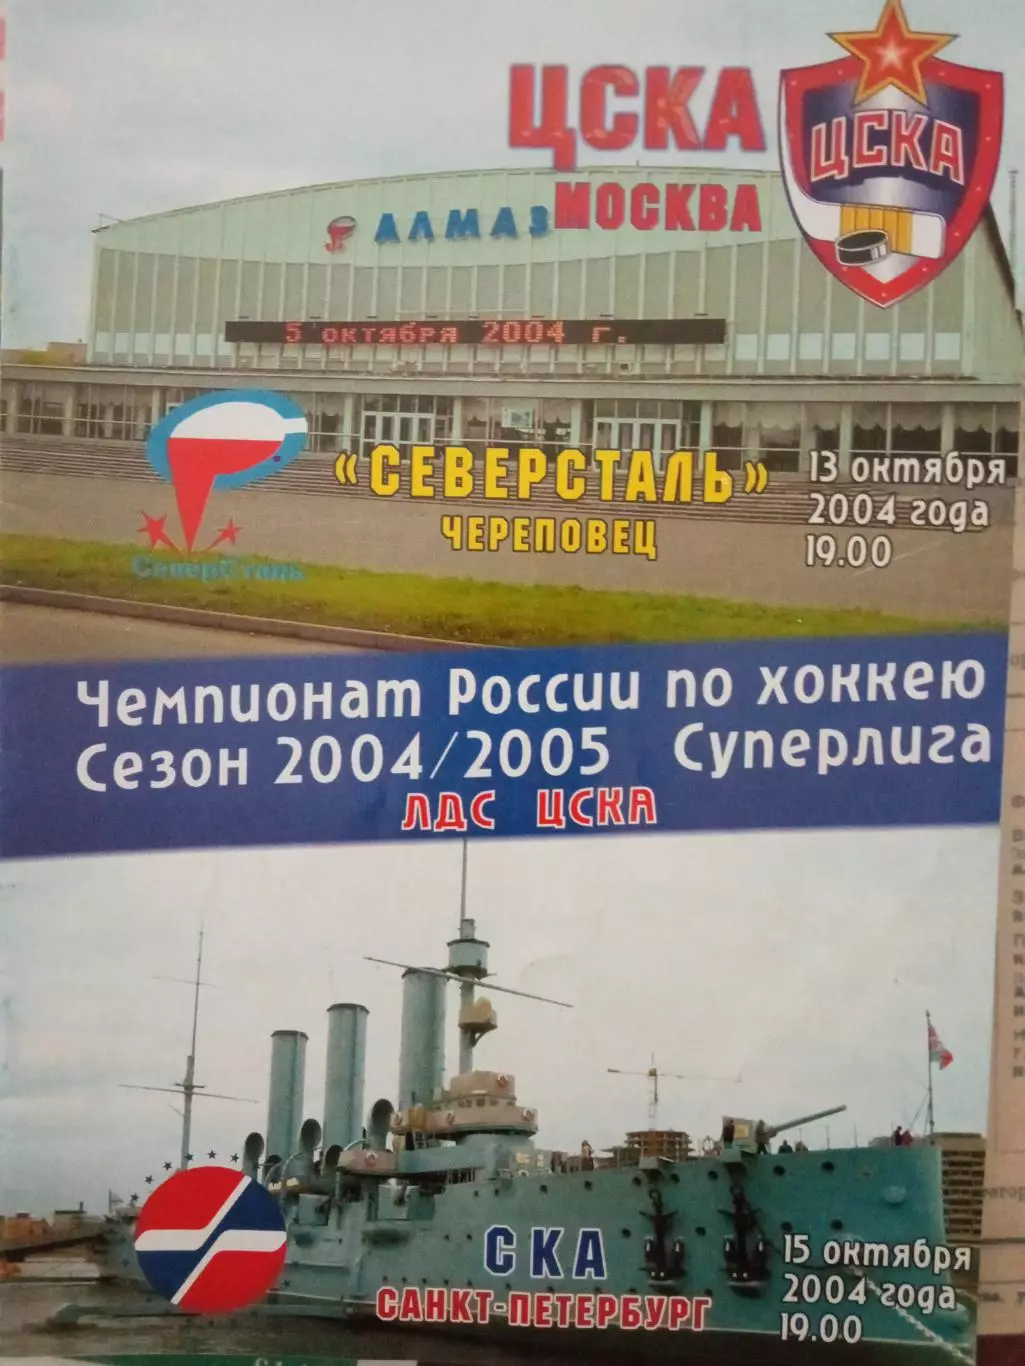 ЦСКА
ЦСКА
МОСКВА
АЛМАЗ
5 октября 2004 г.
«СЕВЕРСТАЛЬ»
ЧЕРЕПОВЕЦ
13 октября
2004 года
19.00
СеверСталь
Чемпионат России по хоккею
Сезон 2004/2005 Суперлига
ЛДС ЦСКА
СКА
САНКТ-ПЕТЕРБУРГ
15 октября
2004 года
19.00